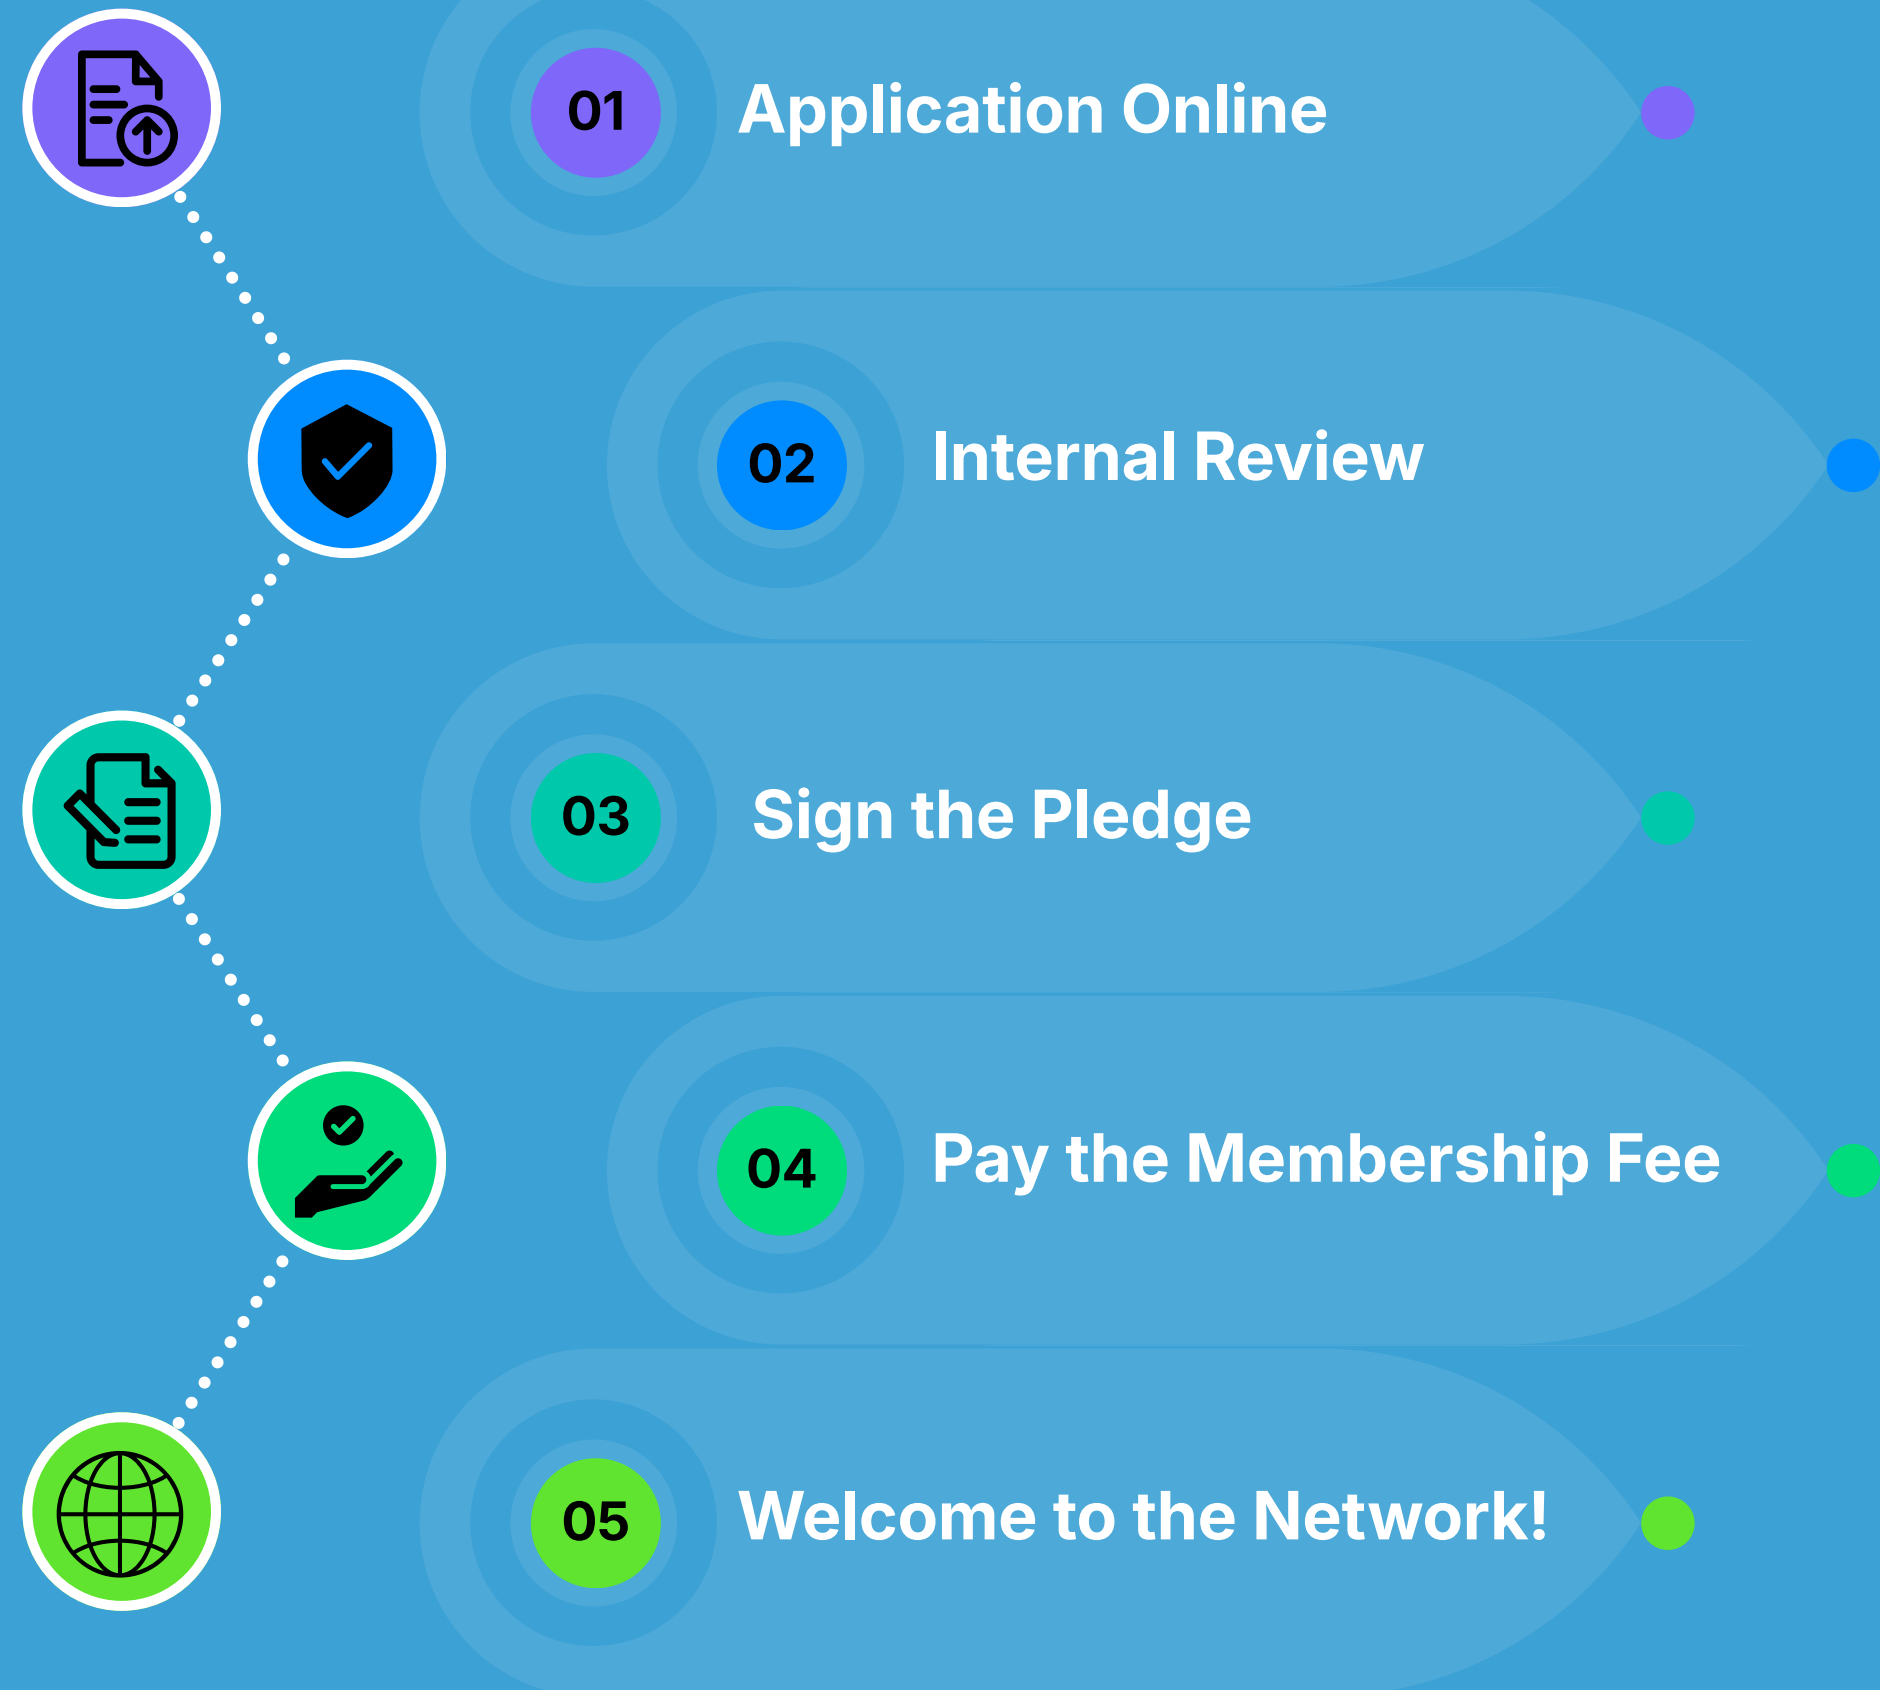 01
Application Online
02
Internal Review
03
Sign the Pledge
04
Pay the Membership Fee
05
Welcome to the Network!